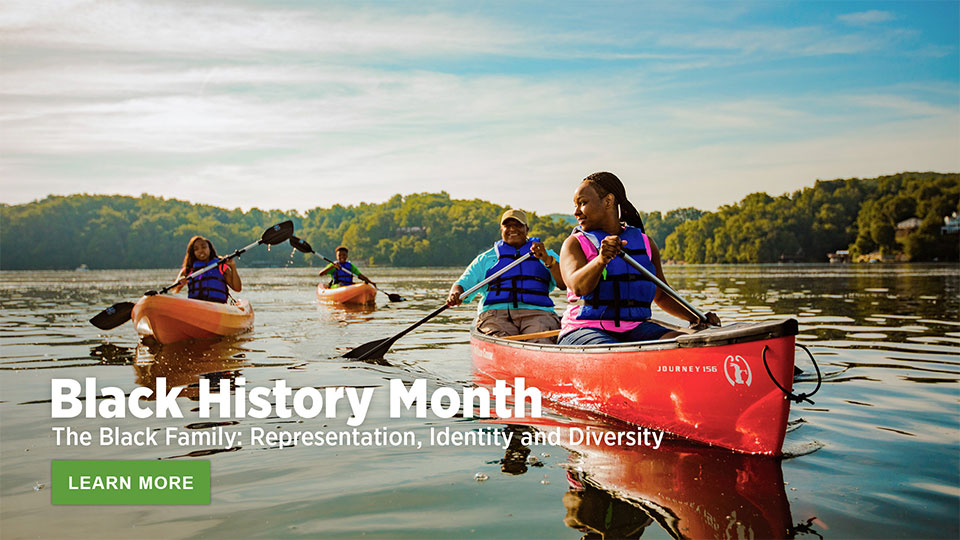 JOURNEY 156
Black History Month
The Black Family: Representation, Identity and Diversity
LEARN MORE